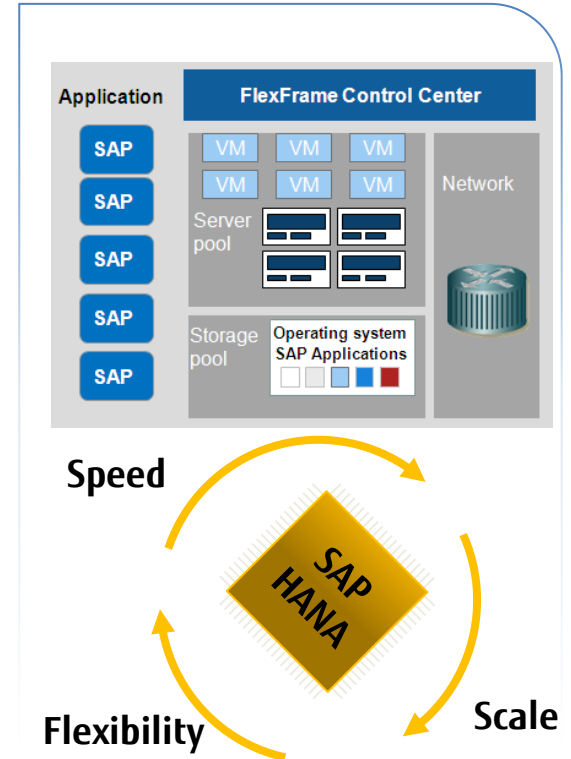 Application
FlexFrame Control Center
SAP
SAP
SAP
SAP
SAP
VM VM VM
VM VM VM
Server
pool
Network
Storage
pool
Operating system
SAP Applications
Speed
SAP
HANA
Flexibility
Scale